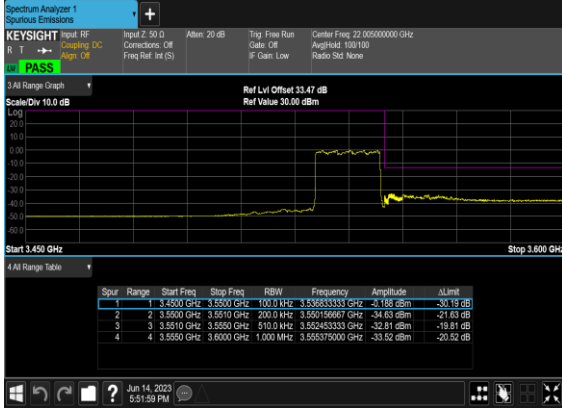 Spectrum Analyzer 1
Spurious Emissions
+
KEYSIGHT Input: RF Input Z: 50 Ω Atten: 20 dB Trig: Free Run Center Freq: 22.005000000 GHz
R T Coupling: DC Corrections: Off Gate: Off Avg|Hold: 100/100
Align: Off Freq Ref: Int (S) IF Gain: Low Radio Std: None
PASS
3 All Range Graph
Ref Lvl Offset 33.47 dB
Scale/Div 10.0 dB Ref Value 30.00 dBm
Log
20.0
10.0
0.00
-10.0
-20.0
-30.0
-40.0
-50.0
-60.0
Start 3.450 GHz Stop 3.600 GHz
4 All Range Table
Spur Range Start Freq Stop Freq RBW Frequency Amplitude ΔLimit
1 1 3.4500 GHz 3.5500 GHz 100.0 kHz 3.536833333 GHz -0.188 dBm -30.19 dB
2 2 3.5500 GHz 3.5510 GHz 200.0 kHz 3.550156667 GHz -34.63 dBm -21.63 dB
3 3 3.5510 GHz 3.5550 GHz 510.0 kHz 3.552453333 GHz -32.81 dBm -19.81 dB
4 4 3.5550 GHz 3.6000 GHz 1.000 MHz 3.555375000 GHz -33.52 dBm -20.52 dB
? Jun 14, 2023
5:51:59 PM